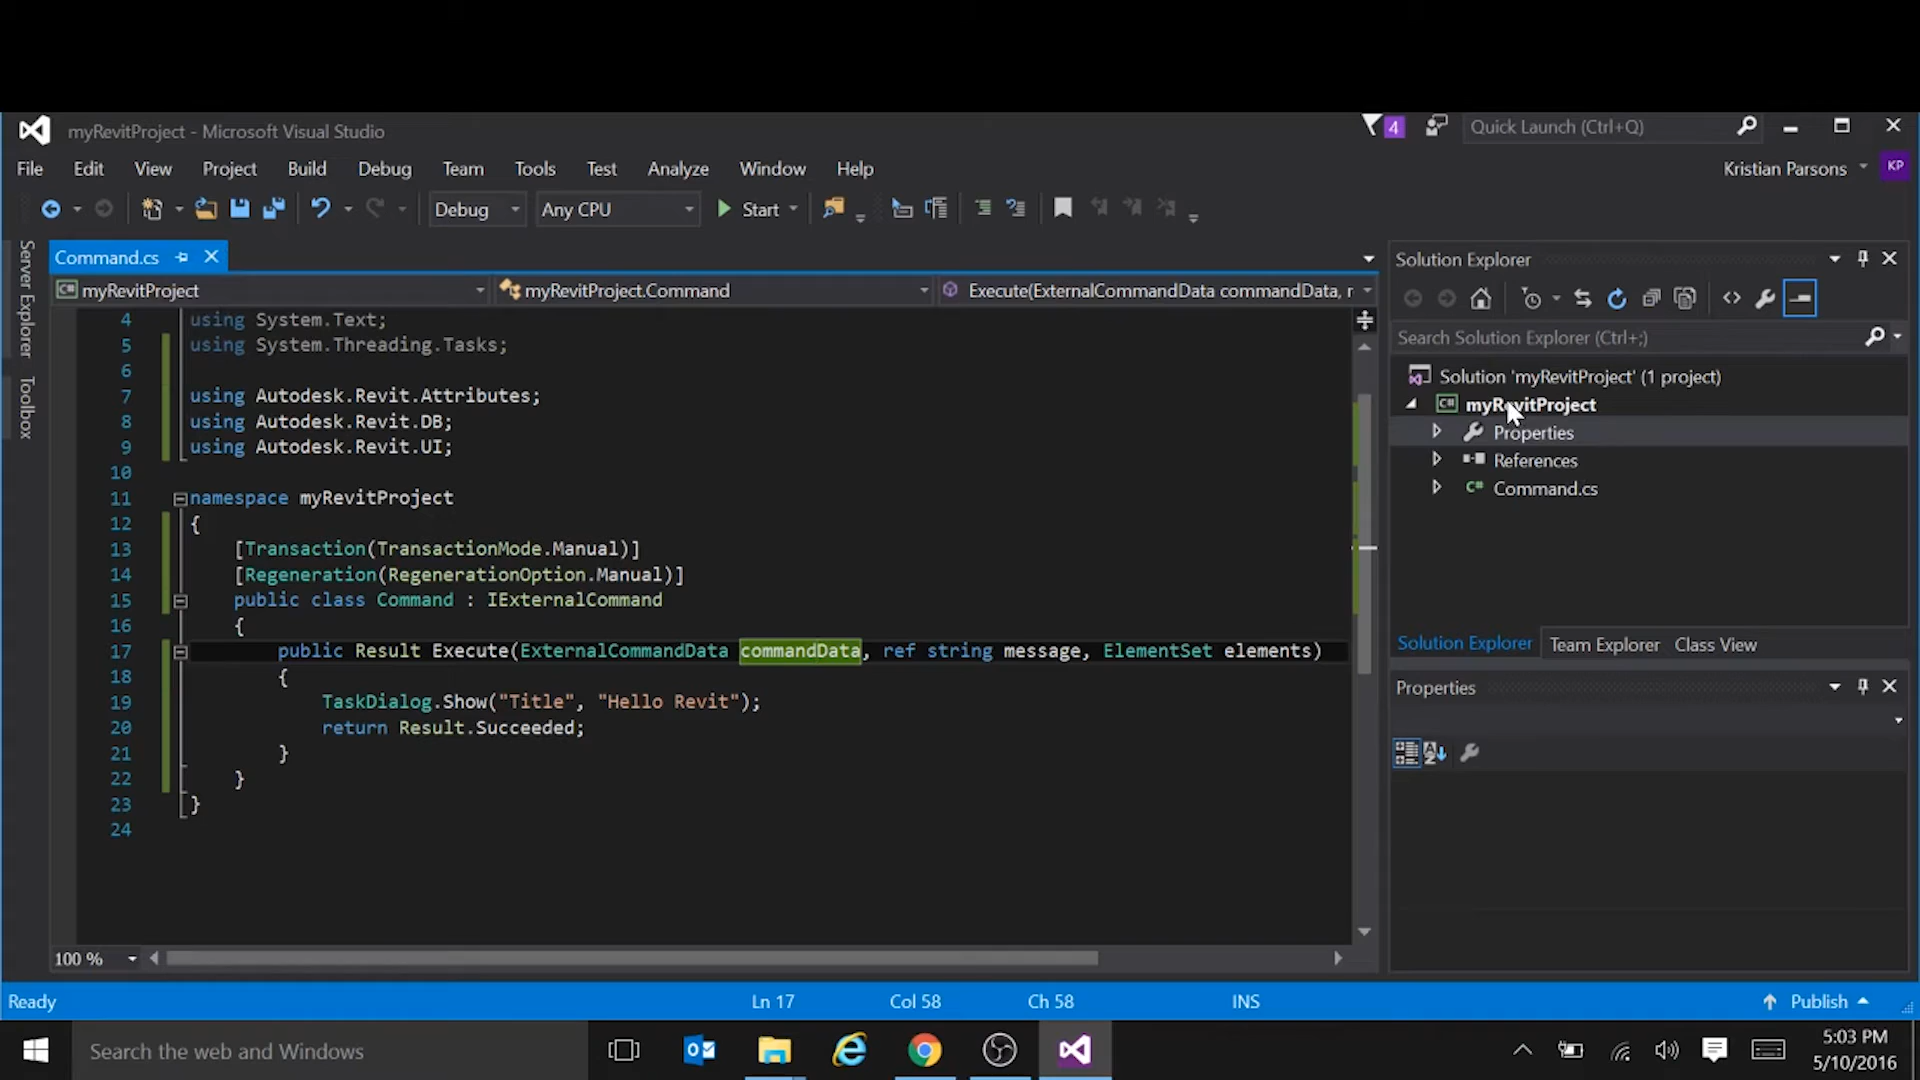 myRevitProject - Microsoft Visual Studio
4
Quick Launch (Ctrl+Q)
File Edit View Project Build Debug Team Tools Test Analyze Window Help
Kristian Parsons
KP
Debug
Any CPU
Start
Server Explorer
Toolbox
Command.cs
C# myRevitProject
myRevitProject.Command
Execute(ExternalCommandData commandData, r
4 using System.Text;
5 using System.Threading.Tasks;
6
7 using Autodesk.Revit.Attributes;
8 using Autodesk.Revit.DB;
9 using Autodesk.Revit.UI;
10
11 namespace myRevitProject
12 {
13 [Transaction(TransactionMode.Manual)]
14 [Regeneration(RegenerationOption.Manual)]
15 public class Command : IExternalCommand
16 {
17 public Result Execute(ExternalCommandData commandData, ref string message, ElementSet elements)
18 {
19 TaskDialog.Show("Title", "Hello Revit");
20 return Result.Succeeded;
21 }
22 }
23 }
24
100 %
Solution Explorer
Search Solution Explorer (Ctrl+;)
Solution 'myRevitProject' (1 project)
C# myRevitProject
Properties
References
C# Command.cs
Solution Explorer Team Explorer Class View
Properties
Ready
Ln 17
Col 58
Ch 58
INS
Publish
Search the web and Windows
5:03 PM
5/10/2016